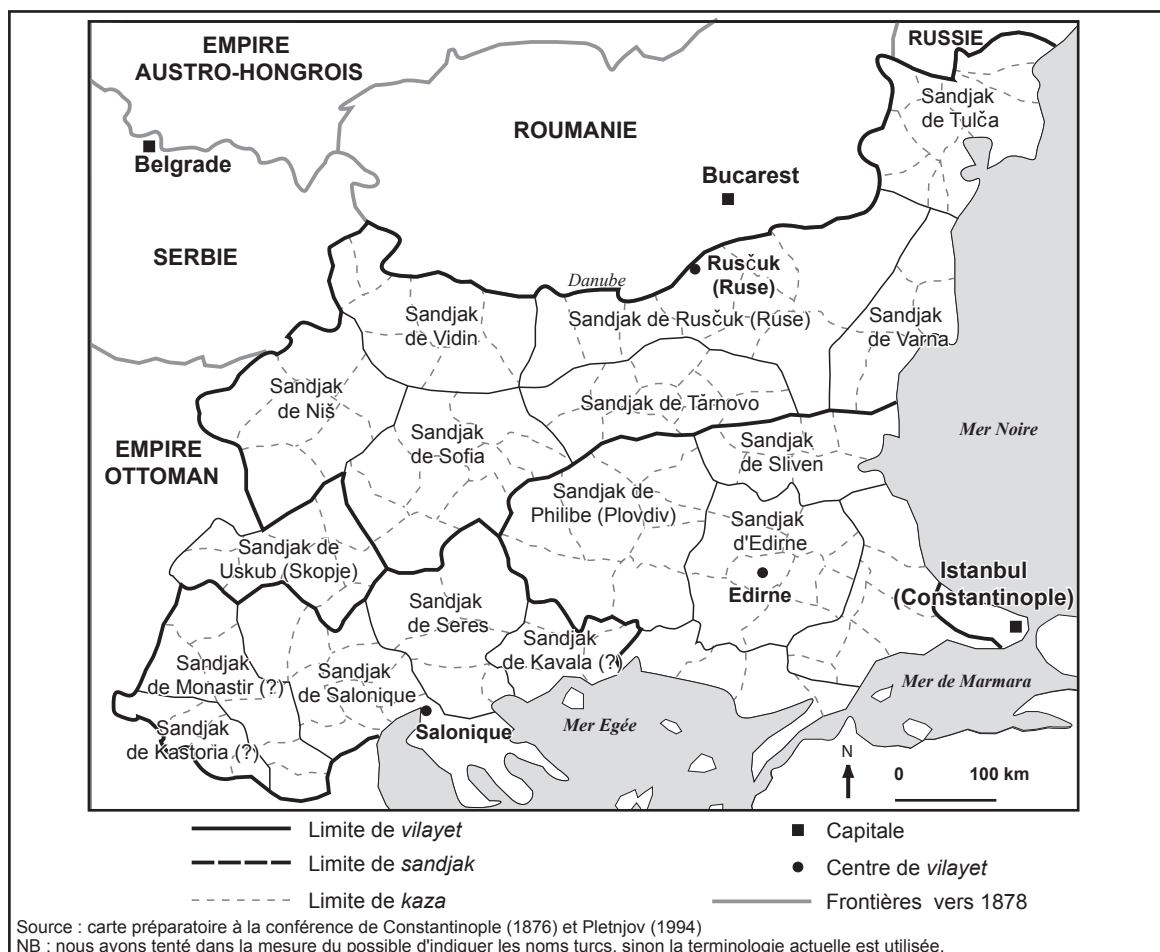 EMPIRE
AUSTRO-HONGROIS
RUSSIE
Sandjak
de Tulča
ROUMANIE
Belgrade
Bucarest
SERBIE
Rusčuk
(Ruse)
Danube
Sandjak
de Vidin
Sandjak de Rusčuk (Ruse)
Sandjak
de Varna
Sandjak
de Niš
Sandjak de Tărnovo
EMPIRE
OTTOMAN
Sandjak
de Sofia
Sandjak
de Sliven
Mer Noire
Sandjak de
Philibe (Plovdiv)
Sandjak
d'Edirne
Sandjak de
Uskub (Skopje)
Edirne
Istanbul
(Constantinople)
Sandjak
de Seres
Sandjak
de Kavala (?)
Sandjak
de Monastir (?)
Sandjak
de Salonique
Mer de Marmara
Sandjak
de Kastoria (?)
Salonique
Mer Egée
N
0 100 km
Limite de vilayet
Limite de sandjak
Limite de kaza
Capitale
Centre de vilayet
Frontières vers 1878
Source : carte préparatoire à la conférence de Constantinople (1876) et Pletnjov (1994)
NB : nous avons tenté dans la mesure du possible d'indiquer les noms turcs, sinon la terminologie actuelle est utilisée.